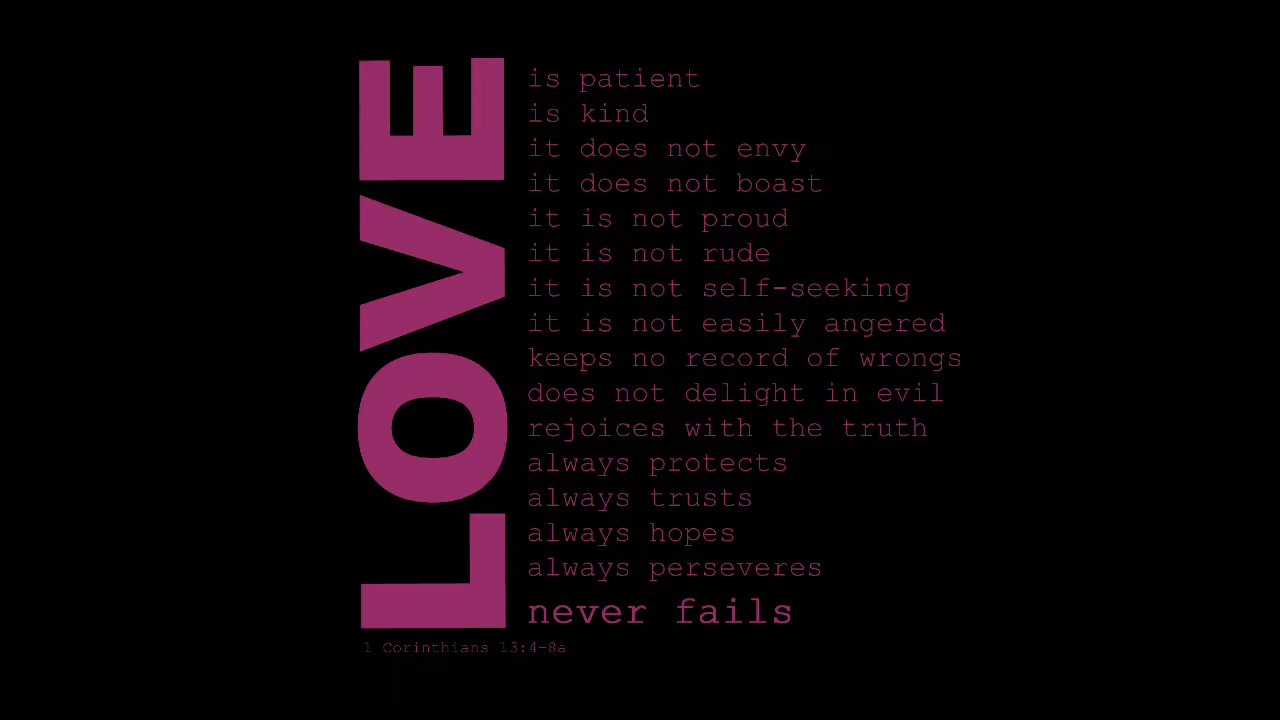 LOVE
is patient
is kind
it does not envy
it does not boast
it is not proud
it is not rude
it is not self-seeking
it is not easily angered
keeps no record of wrongs
does not delight in evil
rejoices with the truth
always protects
always trusts
always hopes
always perseveres
never fails
1 Corinthians 13:4-8a